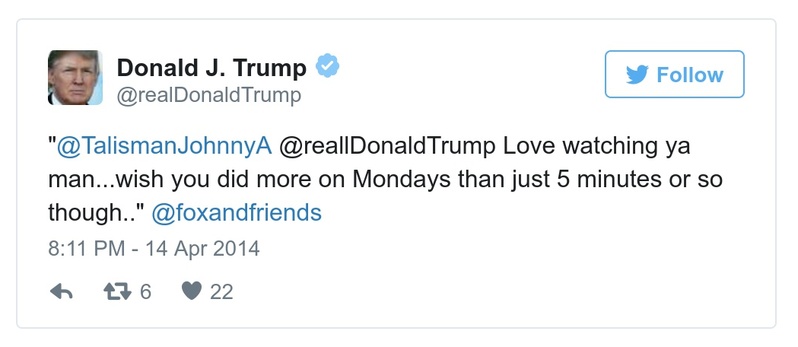 Donald J. Trump
@realDonaldTrump
Follow
"@TalismanJohnnyA @reallDonaldTrump Love watching ya
man...wish you did more on Mondays than just 5 minutes or so
though.." @foxandfriends
8:11 PM - 14 Apr 2014
6 22